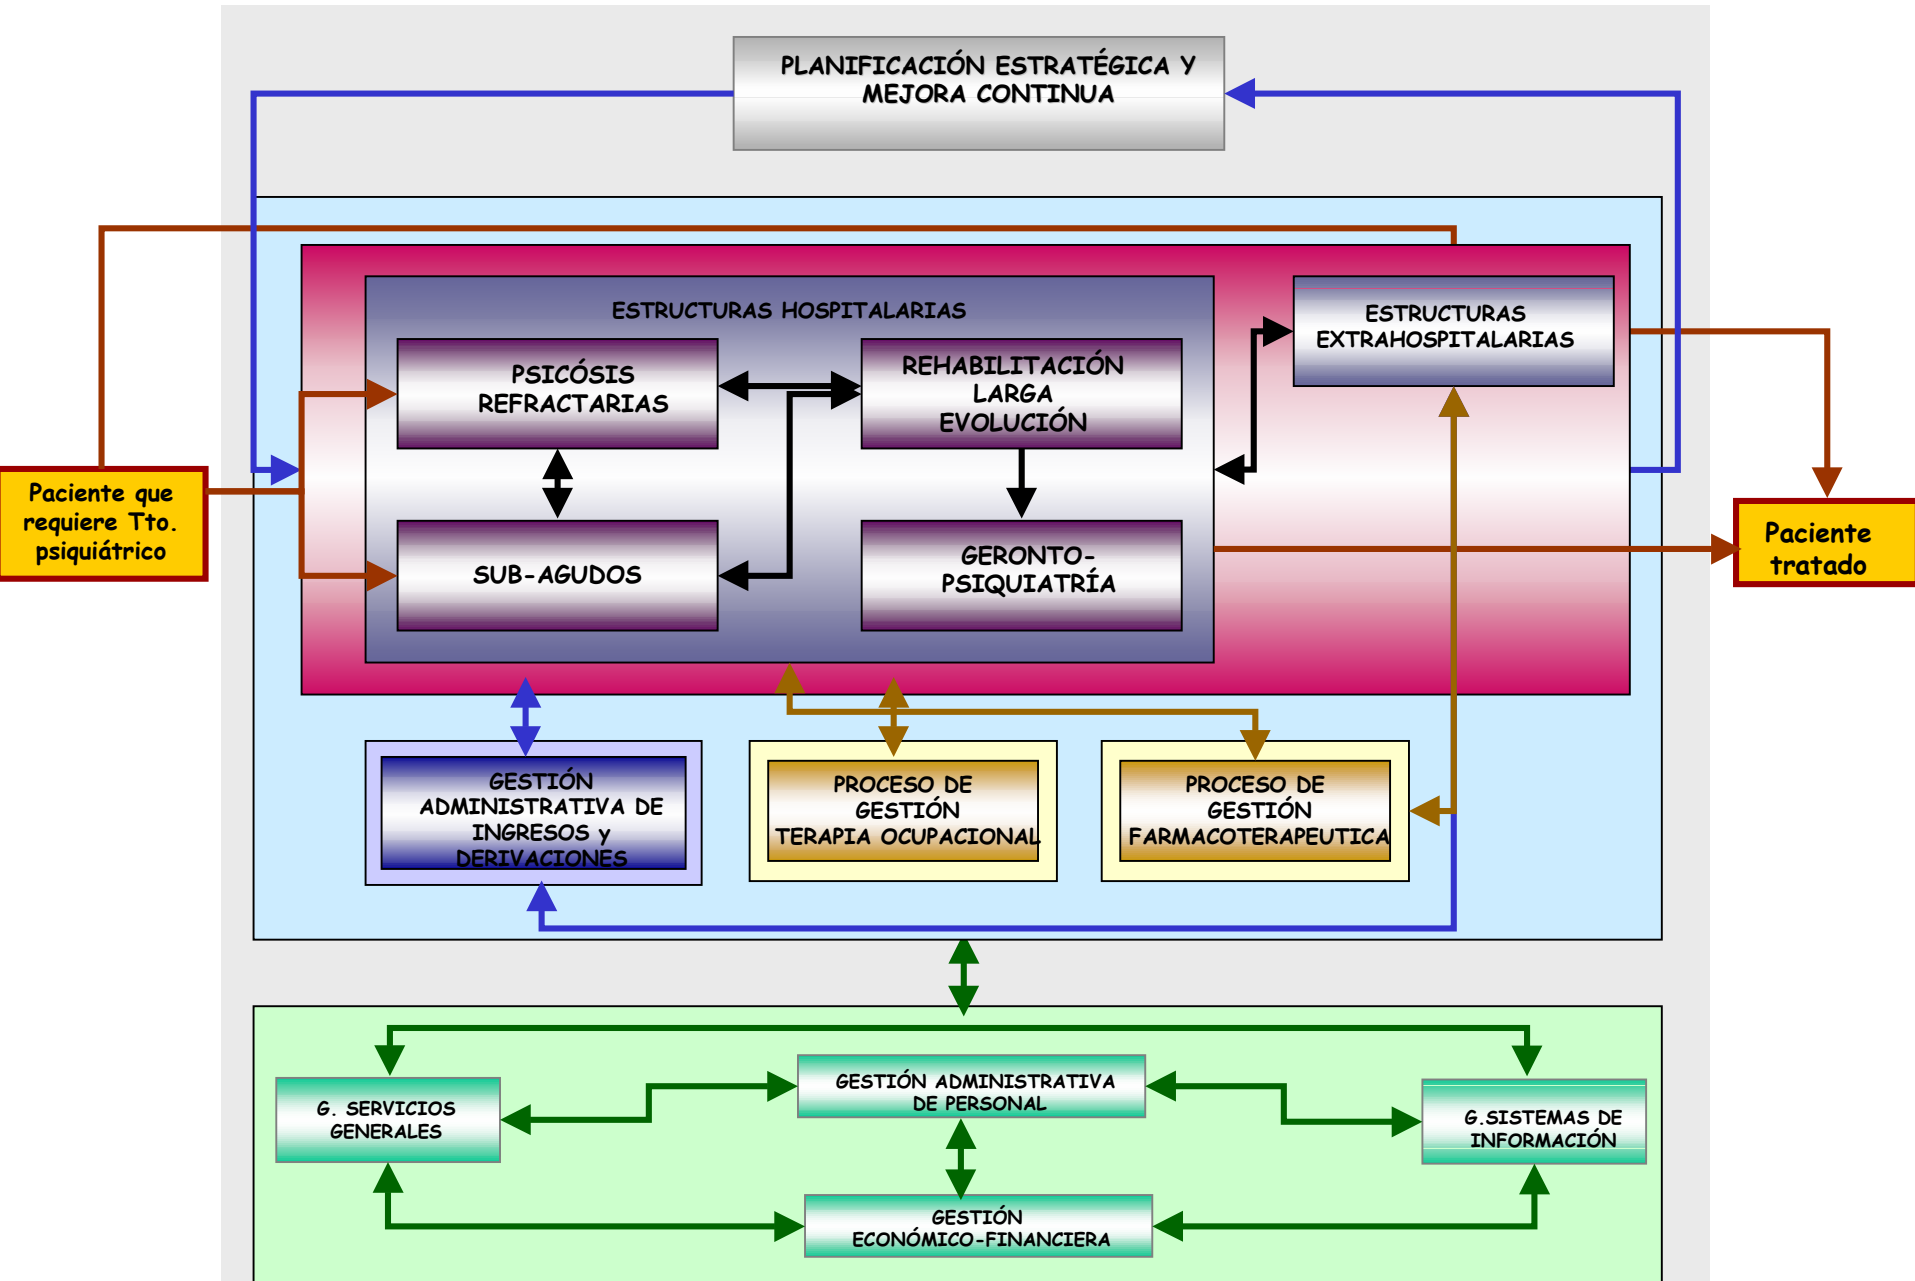 PLANIFICACIÓN ESTRATÉGICA Y
MEJORA CONTINUA
ESTRUCTURAS HOSPITALARIAS
ESTRUCTURAS
EXTRAHOSPITALARIAS
PSICÓSIS
REFRACTARIAS
REHABILITACIÓN
LARGA
EVOLUCIÓN
Paciente que
requiere Tto.
psiquiátrico
SUB-AGUDOS
GERONTO-
PSIQUIATRÍA
Paciente
tratado
GESTIÓN
ADMINISTRATIVA DE
INGRESOS y
DERIVACIONES
PROCESO DE
GESTIÓN
TERAPIA OCUPACIONAL
PROCESO DE
GESTIÓN
FARMACOTERAPEUTICA
G. SERVICIOS
GENERALES
GESTIÓN ADMINISTRATIVA
DE PERSONAL
G.SISTEMAS DE
INFORMACIÓN
GESTIÓN
ECONÓMICO-FINANCIERA